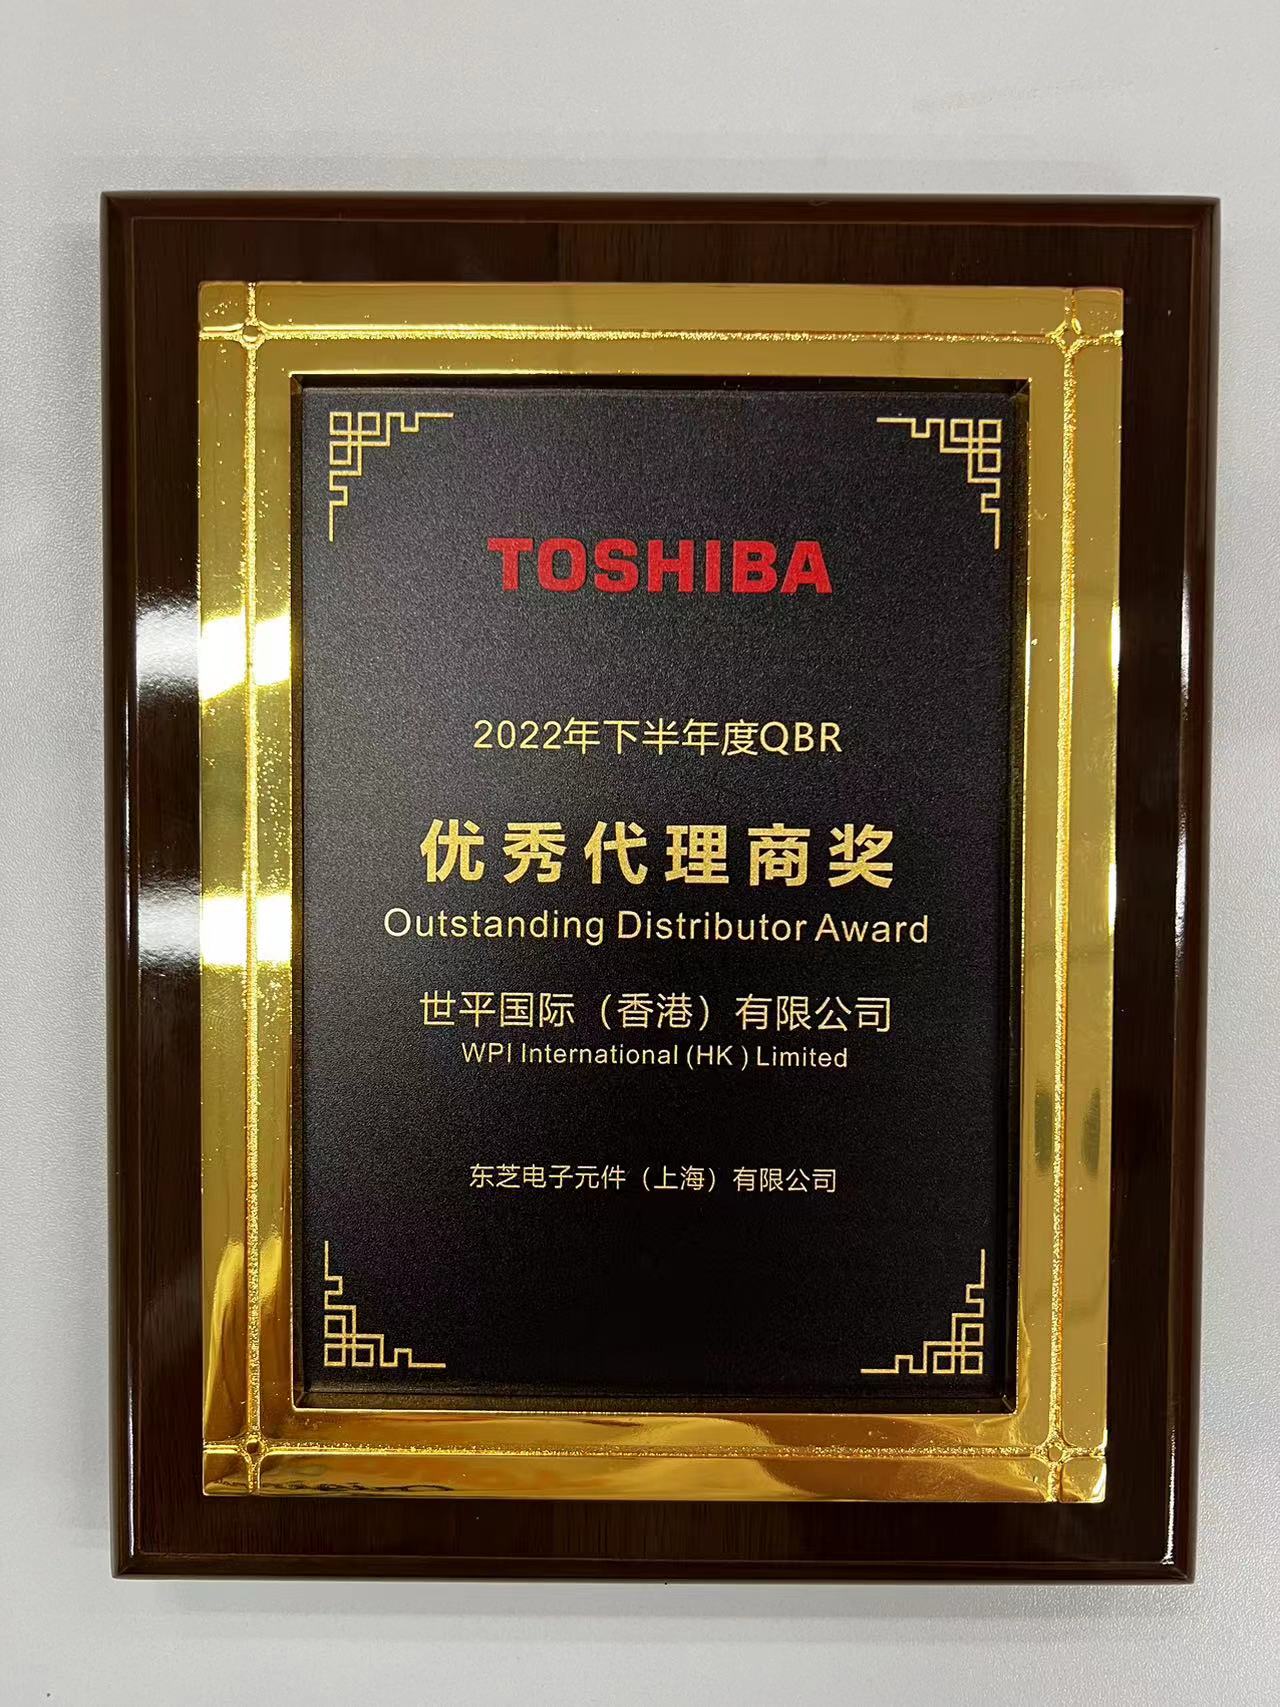 TOSHIBA
2022年下半年度QBR
优秀代理商奖
Outstanding Distributor Award
世平国际（香港）有限公司
WPI International (HK ) Limited
东芝电子元件（上海）有限公司